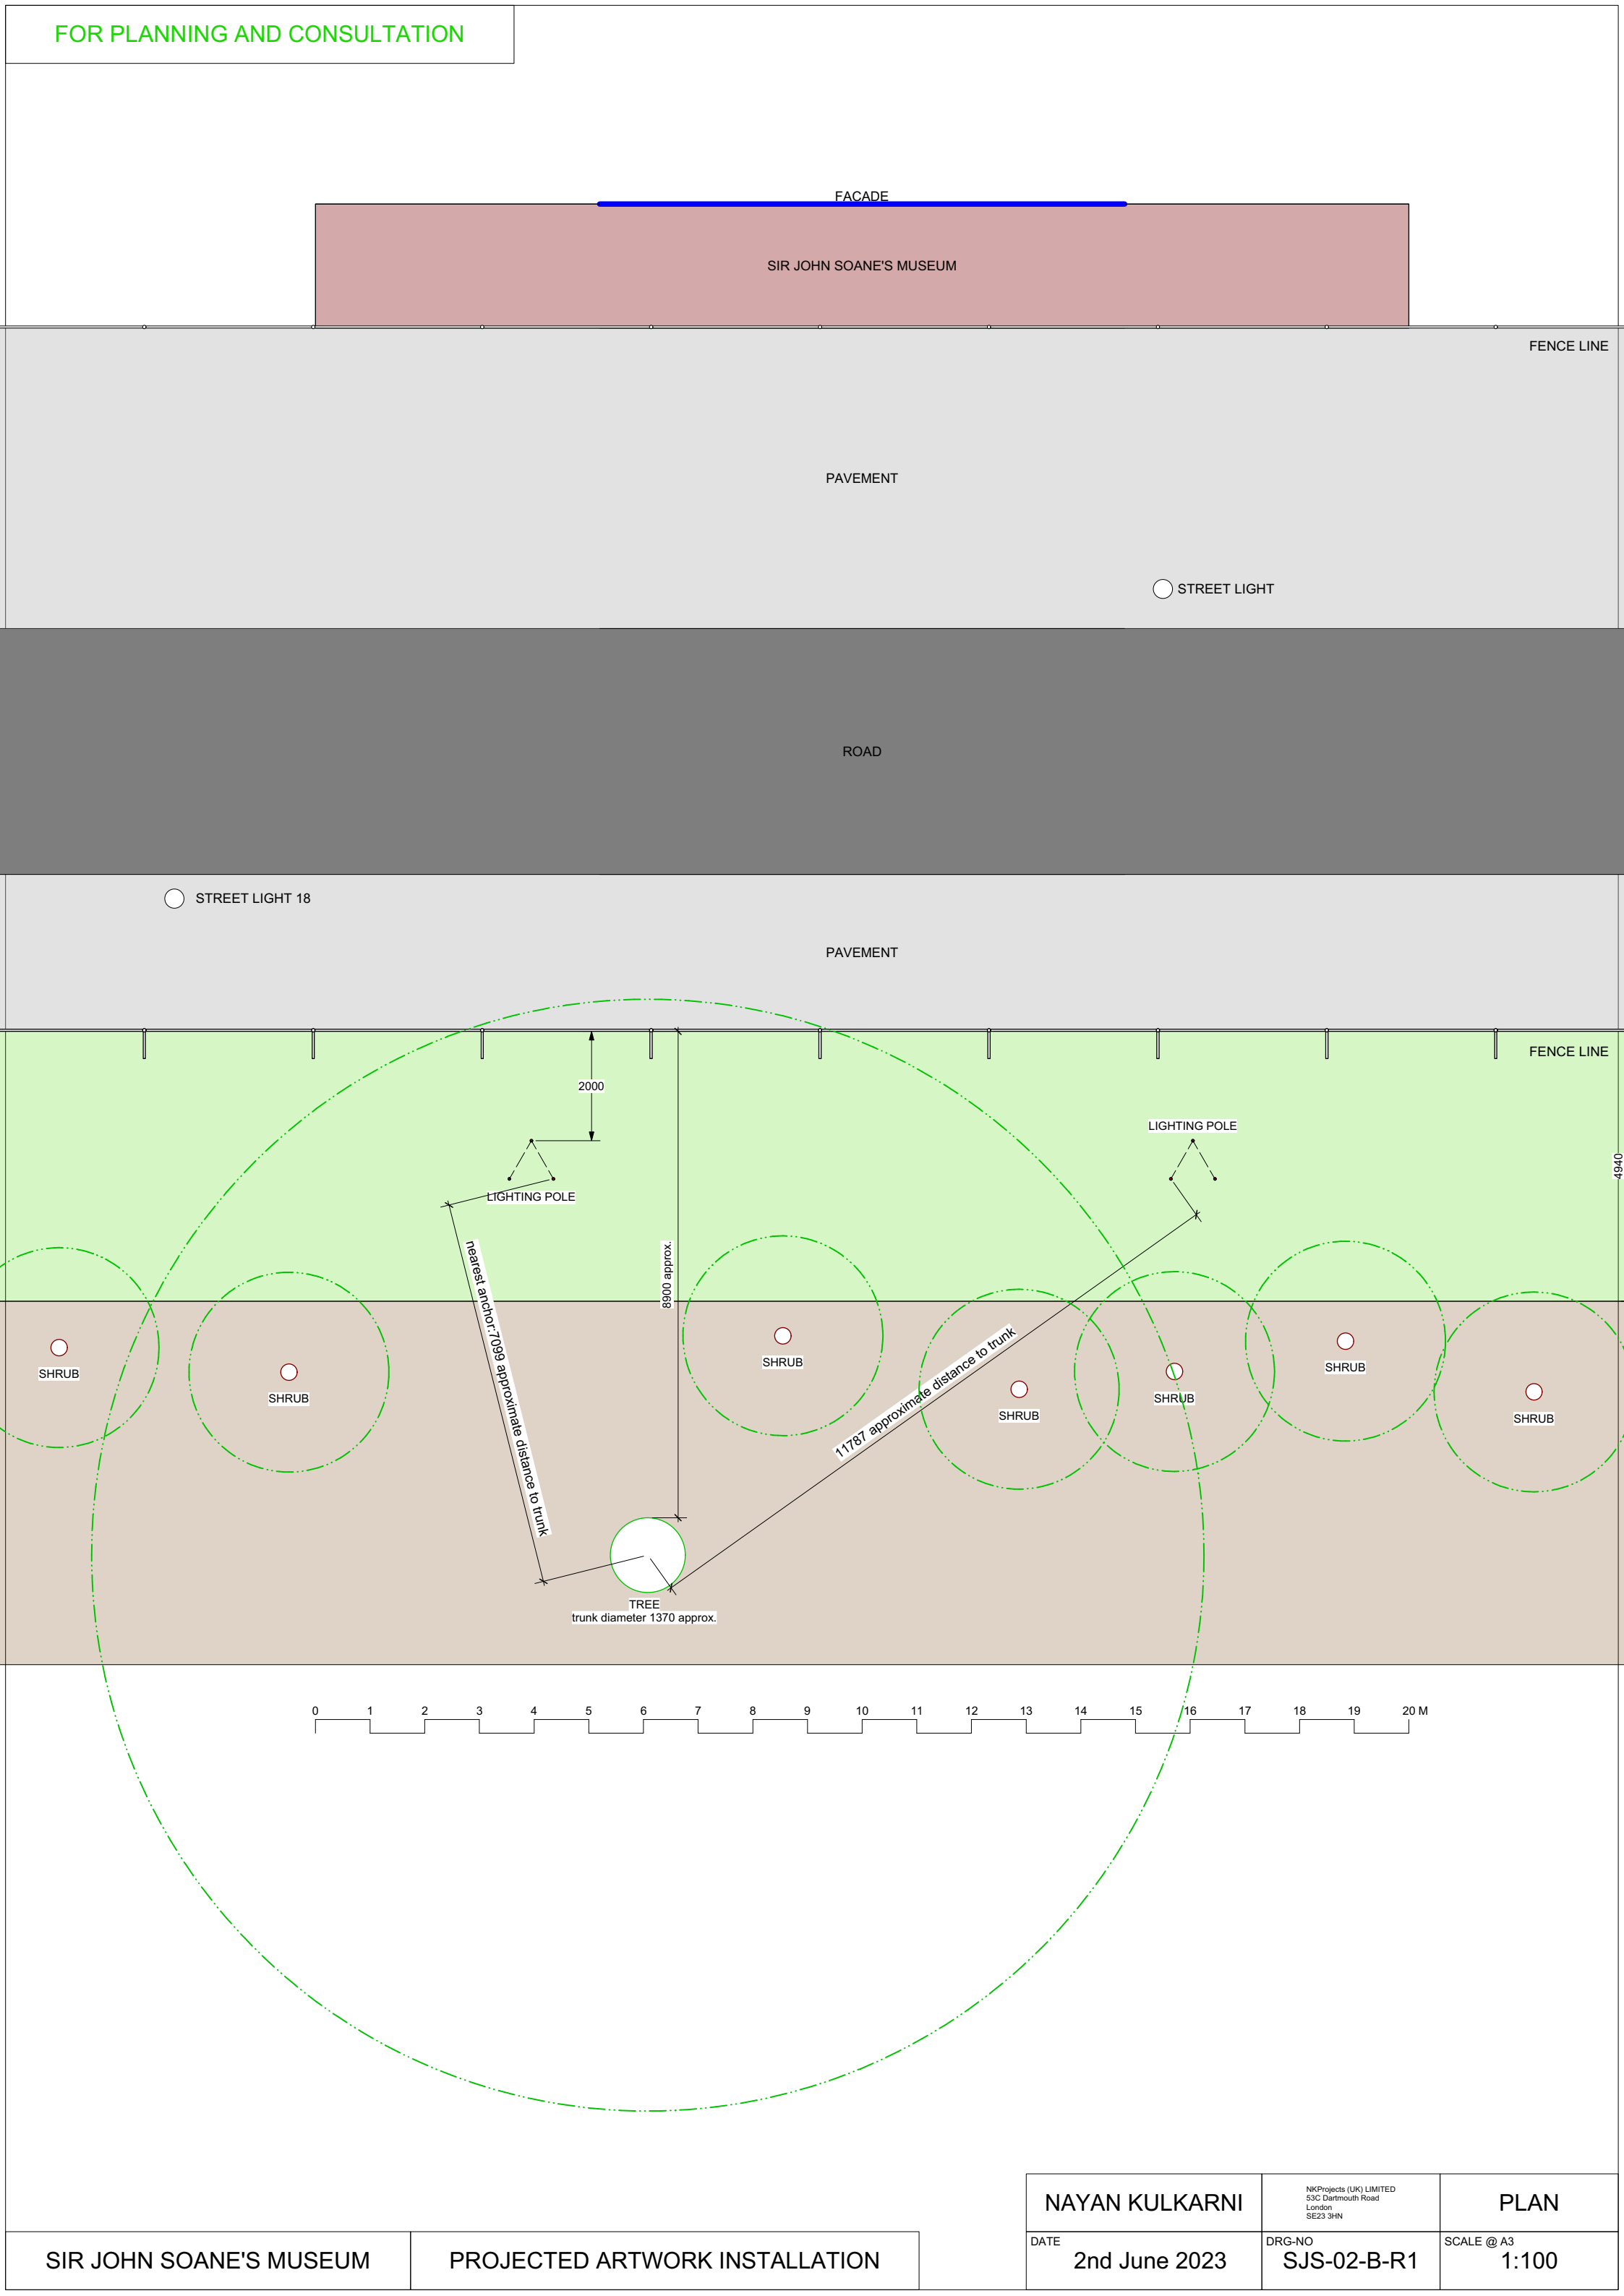 FOR PLANNING AND CONSULTATION
FACADE
SIR JOHN SOANE'S MUSEUM
FENCE LINE
PAVEMENT
STREET LIGHT
ROAD
STREET LIGHT 18
PAVEMENT
FENCE LINE
2000
LIGHTING POLE
4940
LIGHTING POLE
8900 approx.
nearest anchor:7099 approximate distance to trunk
11787 approximate distance to trunk
SHRUB
SHRUB
SHRUB
SHRUB
SHRUB
SHRUB
SHRUB
TREE
trunk diameter 1370 approx.
0 1 2 3 4 5 6 7 8 9 10 11 12 13 14 15 16 17 18 19 20 M
NAYAN KULKARNI
NKProjects (UK) LIMITED
53C Dartmouth Road
London
SE23 3HN
PLAN
SIR JOHN SOANE'S MUSEUM
PROJECTED ARTWORK INSTALLATION
DATE
2nd June 2023
DRG-NO
SJS-02-B-R1
SCALE @ A3
1:100